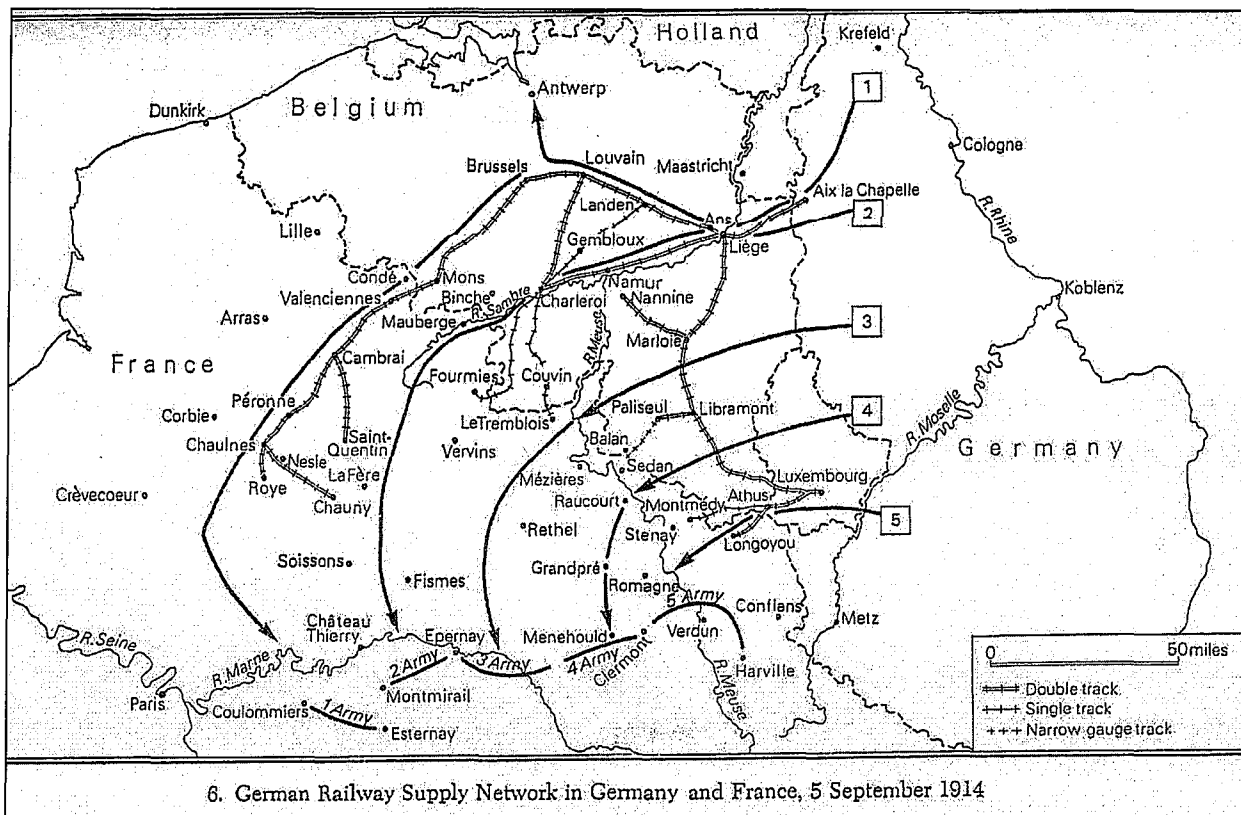 Holland
Krefeld
1
Antwerp
Dunkirk
Belgium
Cologne
Brussels
Louvain
Maastricht
Aix la Chapelle
R. Rhine
Landen
Ans
2
Lille
Gembloux
Liège
Condé
Mons
Namur
Koblenz
Valenciennes
Binche
R. Sambre
Charleroi
Nannine
Arras
Mauberge
R. Meuse
Marloie
3
France
Cambrai
Fourmies
Couvin
R. Moselle
Péronne
Corbie
LeTremblois
Paliseul
Libramont
4
Chaulnes
Saint-
Quentin
Vervins
Balan
Germany
Nesle
LaFère
Sedan
Luxembourg
Crèvecoeur
Roye
Chauny
Mézières
Raucourt
Montmédy
Athus
5
Rethel
Stenay
Longoyou
Soissons
Fismes
Grandpré
Romagne
5 Army
Conflans
Metz
Château
Thierry
Epernay
Menehould
Verdun
R. Seine
R. Marne
2 Army
3 Army
4 Army
Clermont
Harville
R. Meuse
Paris
Montmirail
Coulommiers
1 Army
Esternay
0 50 miles
Double track
Single track
Narrow gauge track
6. German Railway Supply Network in Germany and France, 5 September 1914